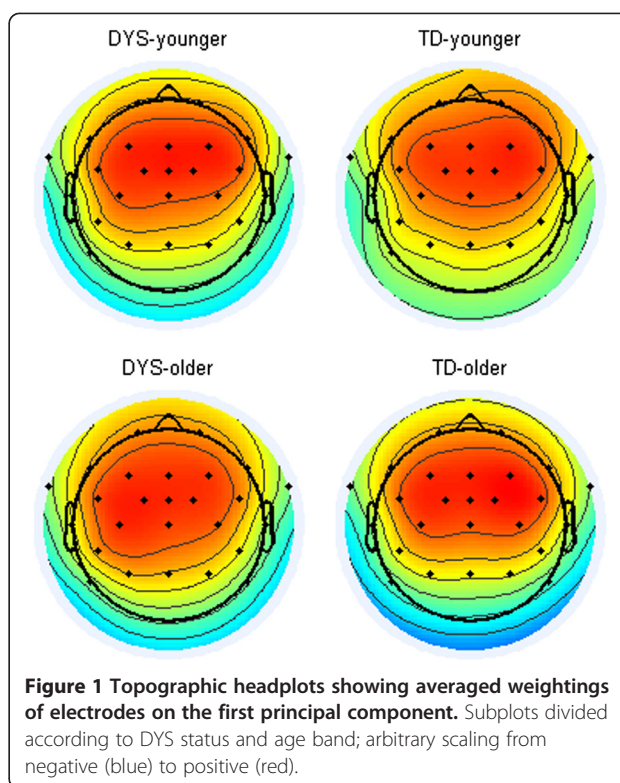 DYS-younger
TD-younger
DYS-older
TD-older
Figure 1 Topographic headplots showing averaged weightings
of electrodes on the first principal component. Subplots divided
according to DYS status and age band; arbitrary scaling from
negative (blue) to positive (red).